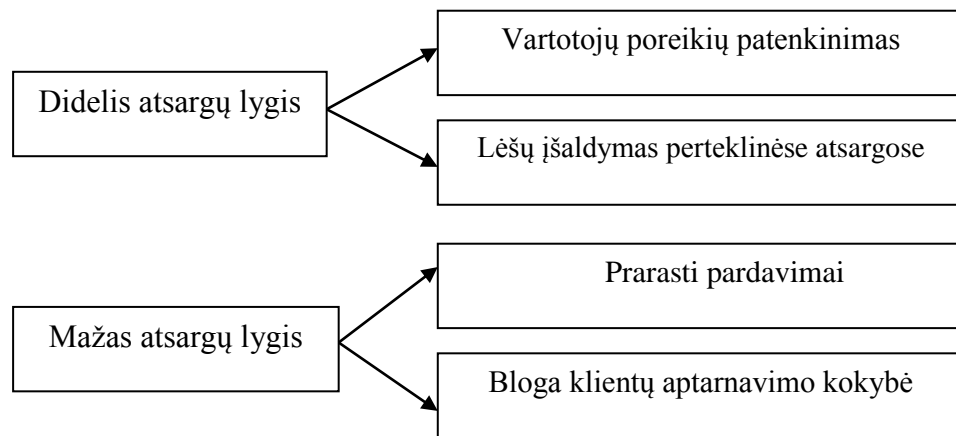 Didelis atsargų lygis
Vartotojų poreikių patenkinimas
Lėšų įšaldymas perteklinėse atsargose
Mažas atsargų lygis
Prarasti pardavimai
Bloga klientų aptarnavimo kokybė